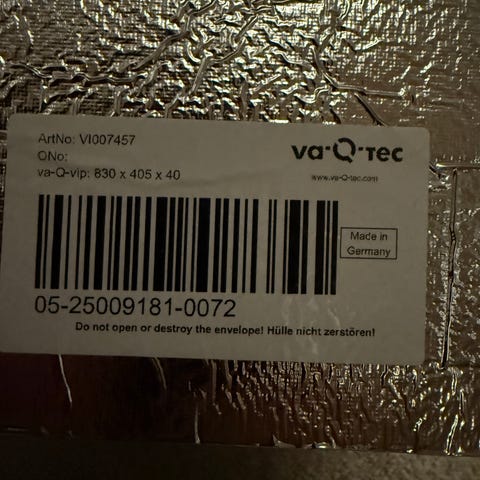 ArtNo: VI007457
QNo:
va-Q-vip: 830 x 405 x 40
va-Q-tec
www.va-Q-tec.com
Made in
Germany
05-25009181-0072
Do not open or destroy the envelope! Hülle nicht zerstören!